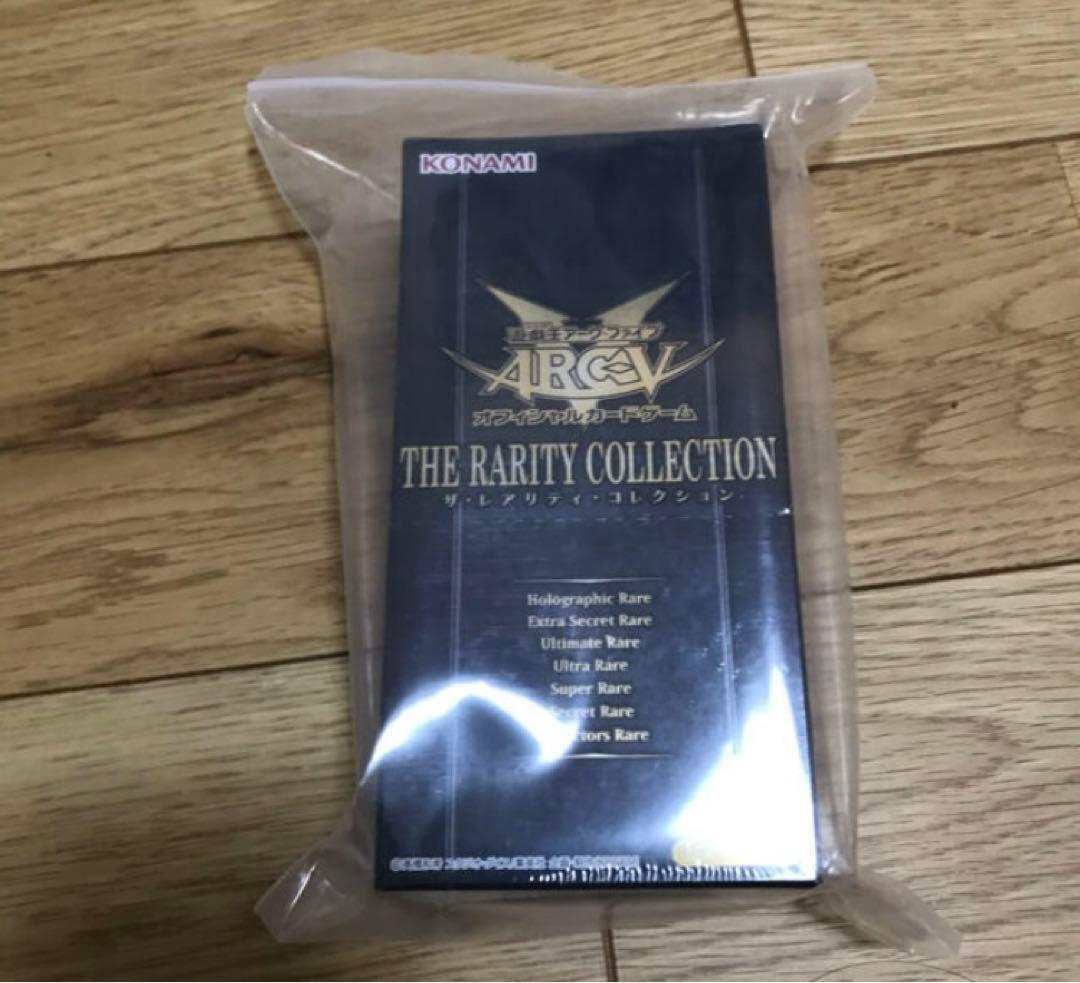 KONAMI
遊戯王アーク・ファイブ
ARC-V
オフィシャルカードゲーム
THE RARITY COLLECTION
ザ・レアリティ・コレクション
Holographic Rare
Extra Secret Rare
Ultimate Rare
Ultra Rare
Super Rare
Secret Rare
ctors Rare